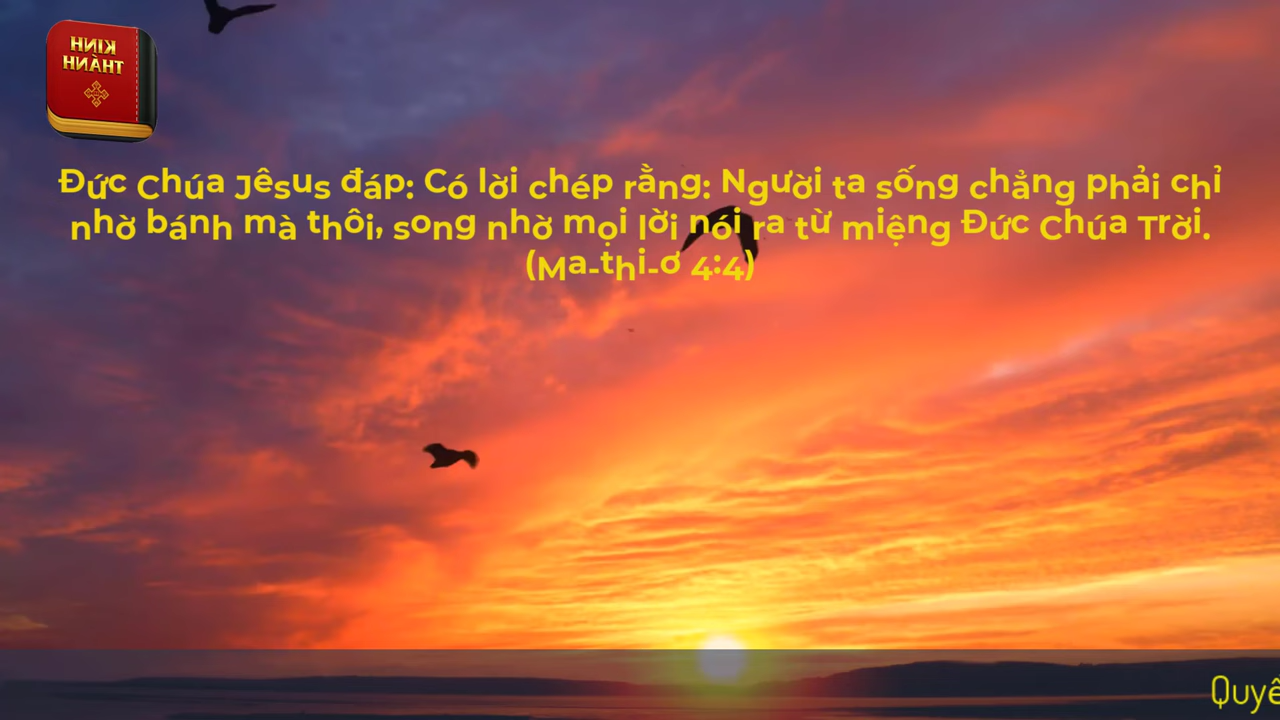 KINH
THÀNH
Đức Chúa Jêsus đáp: Có lời chép rằng: Người ta sống chẳng phải chỉ
nhờ bánh mà thôi, song nhờ mọi lời nói ra từ miệng Đức Chúa Trời.
(Ma-thi-ơ 4:4)